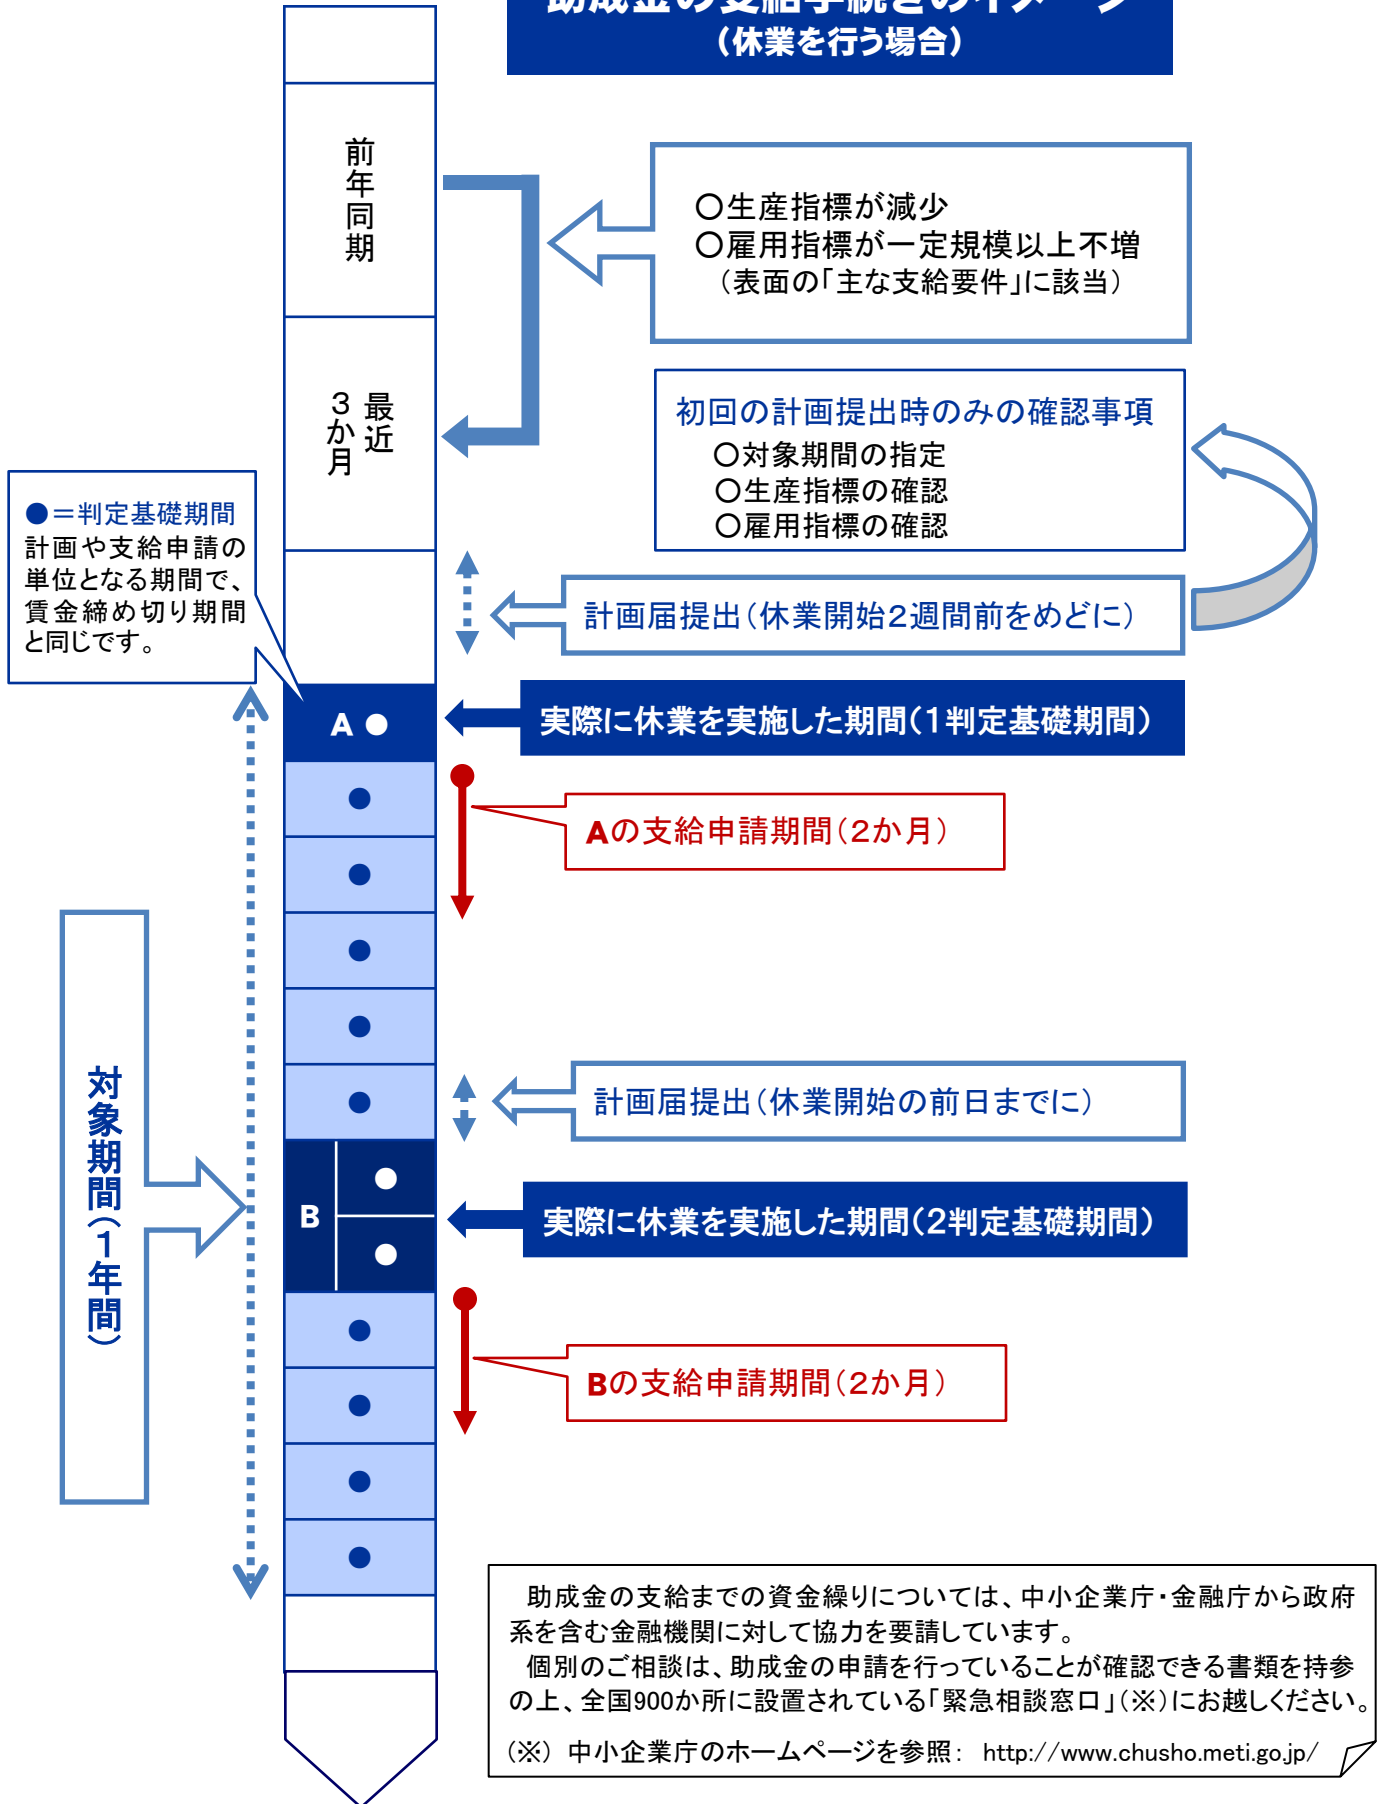 助成金の支給手続きのイメージ
（休業を行う場合）
前年同期
○生産指標が減少
○雇用指標が一定規模以上不増
（表面の「主な支給要件」に該当）
最近
３か月
初回の計画提出時のみの確認事項
○対象期間の指定
○生産指標の確認
○雇用指標の確認
●＝判定基礎期間
計画や支給申請の
単位となる期間で、
賃金締め切り期間
と同じです。
計画届提出（休業開始２週間前をめどに）
A ●
実際に休業を実施した期間（１判定基礎期間）
Aの支給申請期間（２か月）
対象期間（１年間）
計画届提出（休業開始の前日までに）
B
実際に休業を実施した期間（２判定基礎期間）
Bの支給申請期間（２か月）
助成金の支給までの資金繰りについては、中小企業庁・金融庁から政府
系を含む金融機関に対して協力を要請しています。
個別のご相談は、助成金の申請を行っていることが確認できる書類を持参
の上、全国900か所に設置されている「緊急相談窓口」（※）にお越しください。
（※） 中小企業庁のホームページを参照： http://www.chusho.meti.go.jp/